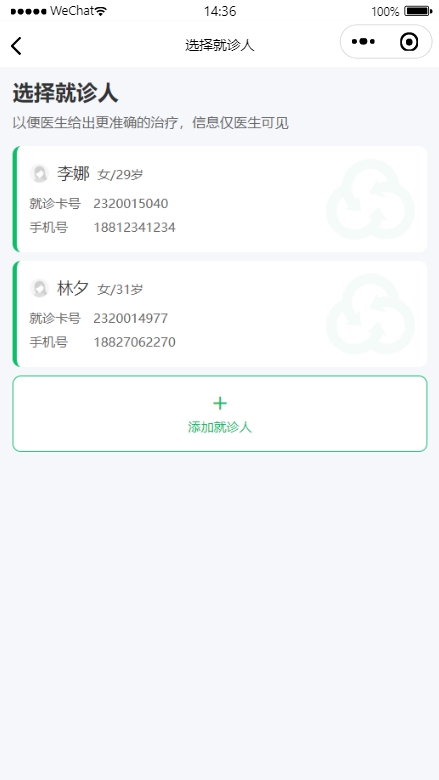 WeChat 14:36 100%
选择就诊人
选择就诊人
以便医生给出更准确的治疗，信息仅医生可见
李娜 女/29岁
就诊卡号 2320015040
手机号 18812341234
林夕 女/31岁
就诊卡号 2320014977
手机号 18827062270
+
添加就诊人